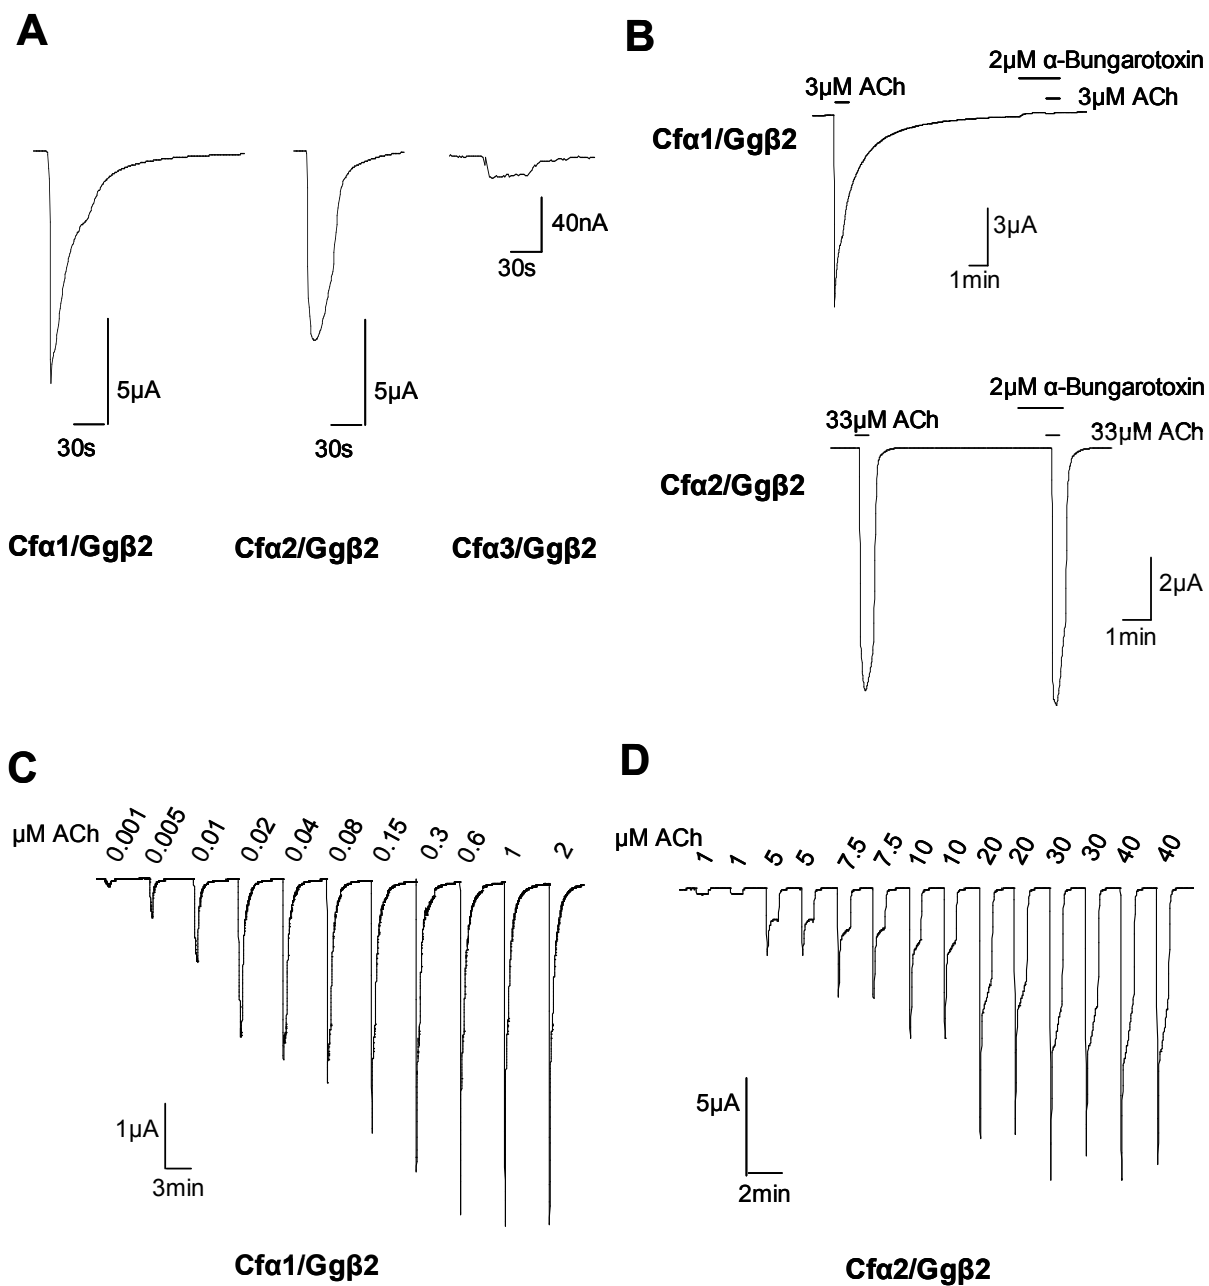 A
40nA
30s
5μA
30s
5μA
30s
Cfα1/Ggβ2
Cfα2/Ggβ2
Cfα3/Ggβ2
B
2μM α-Bungarotoxin
3μM ACh
3μM ACh
Cfα1/Ggβ2
3μA
1min
2μM α-Bungarotoxin
33μM ACh
33μM ACh
Cfα2/Ggβ2
2μA
1min
C
μM ACh 0.001 0.005 0.01 0.02 0.04 0.08 0.15 0.3 0.6 1 2
1μA
3min
Cfα1/Ggβ2
D
μM ACh 1 1 5 5 7.5 7.5 10 10 20 20 30 30 40 40
5μA
2min
Cfα2/Ggβ2